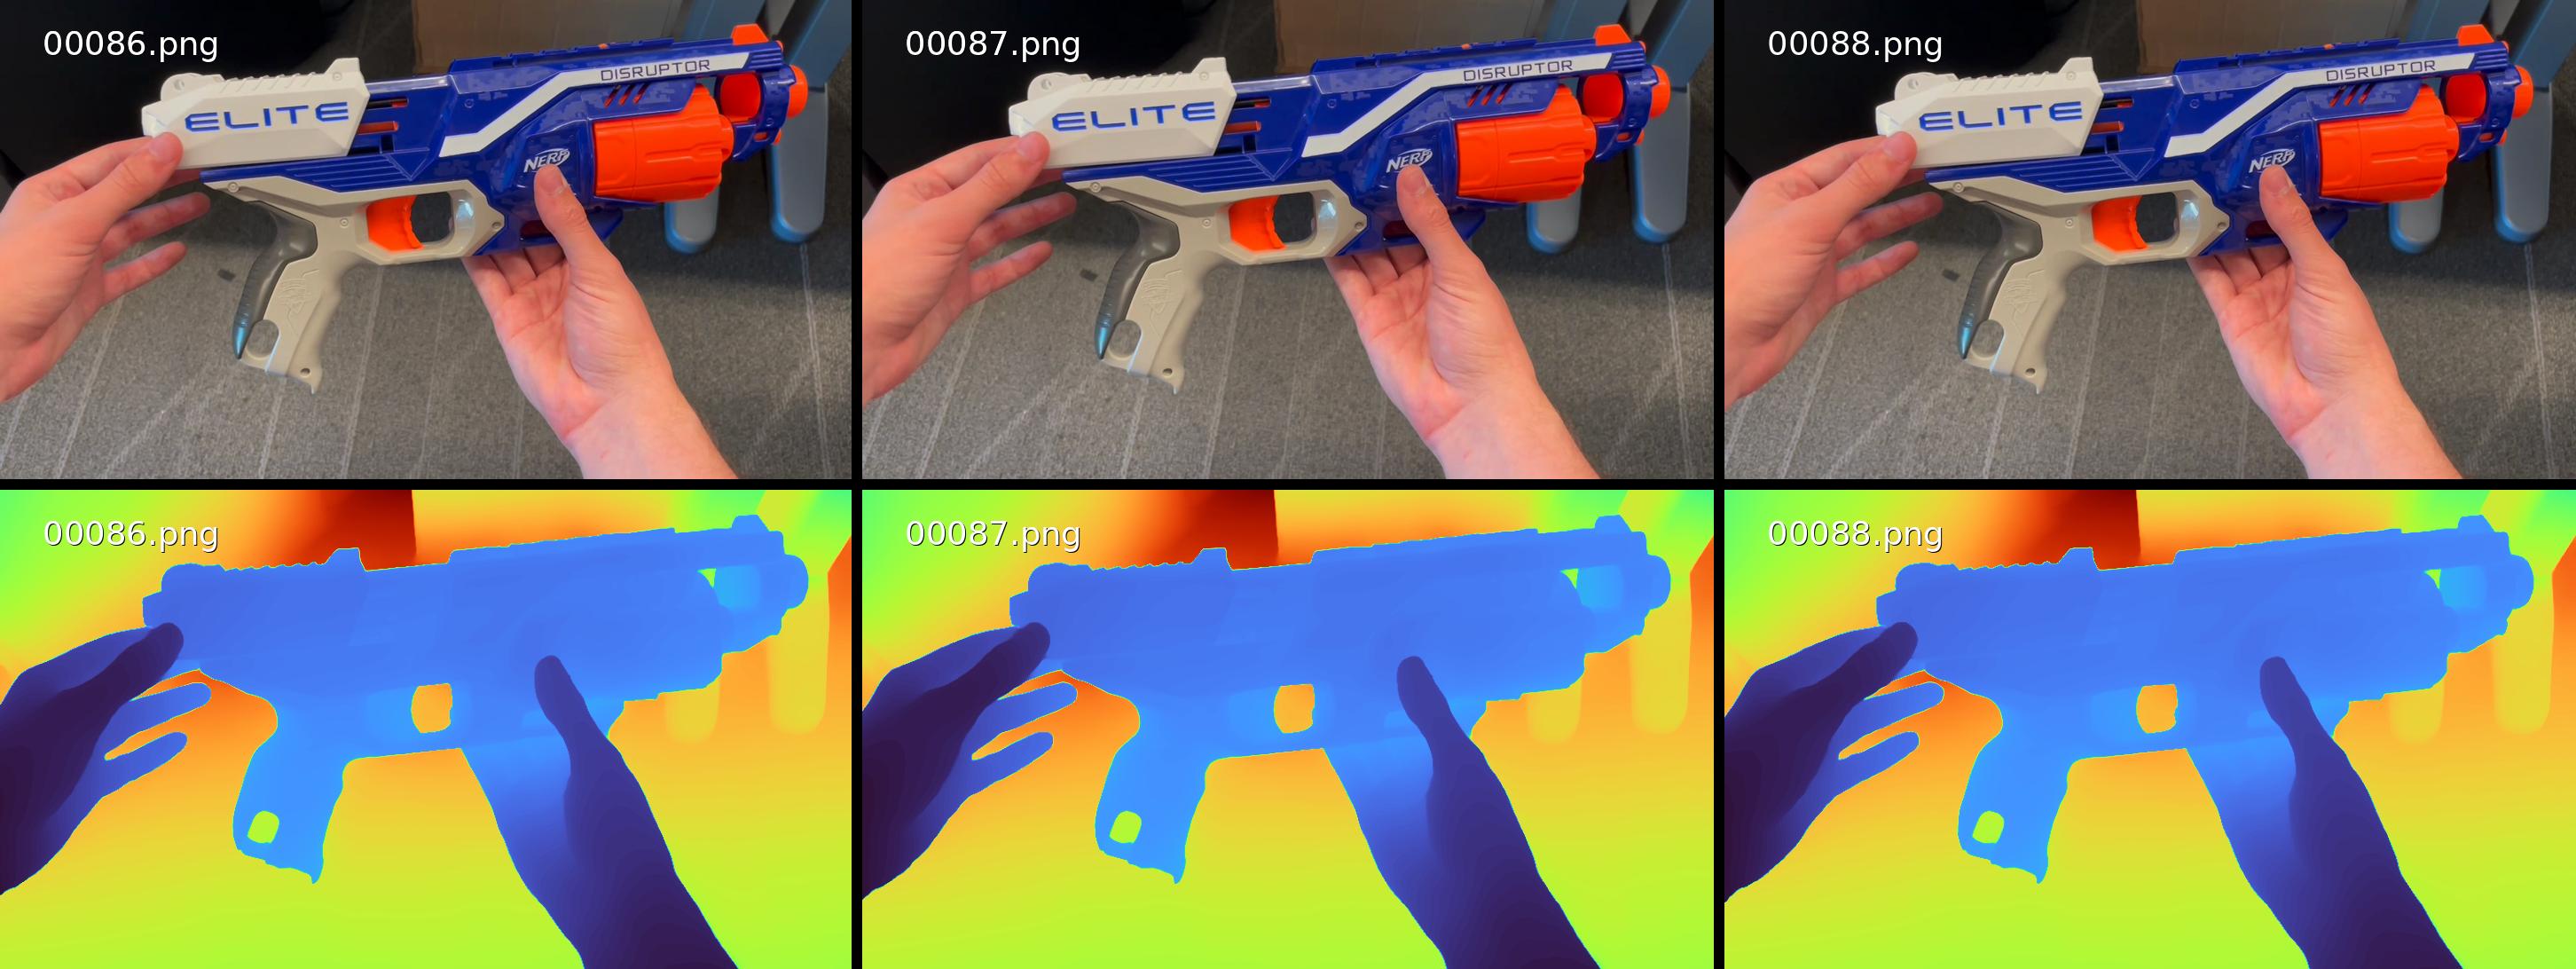 00086.png
DISRUPTOR
ELITE
NERF
00087.png
DISRUPTOR
ELITE
NERF
00088.png
DISRUPTOR
ELITE
NERF
00086.png
00087.png
00088.png